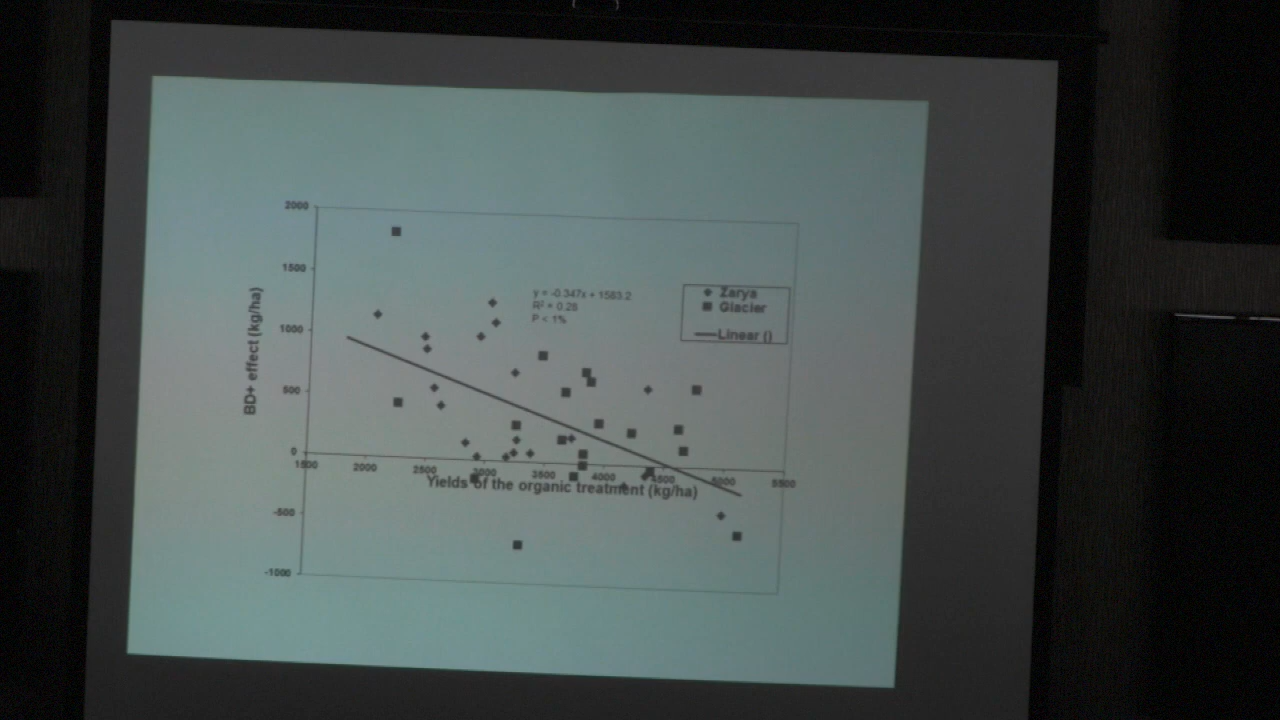 2000
1500
1000
500
0
-500
-1000
BD+ effect (kg/ha)
y = -0.347x + 1563.2
R² = 0.26
P < 1%
Zarya
Glacier
Linear ()
1500 2000 2500 3000 3500 4000 4500 5000 5500
Yields of the organic treatment (kg/ha)